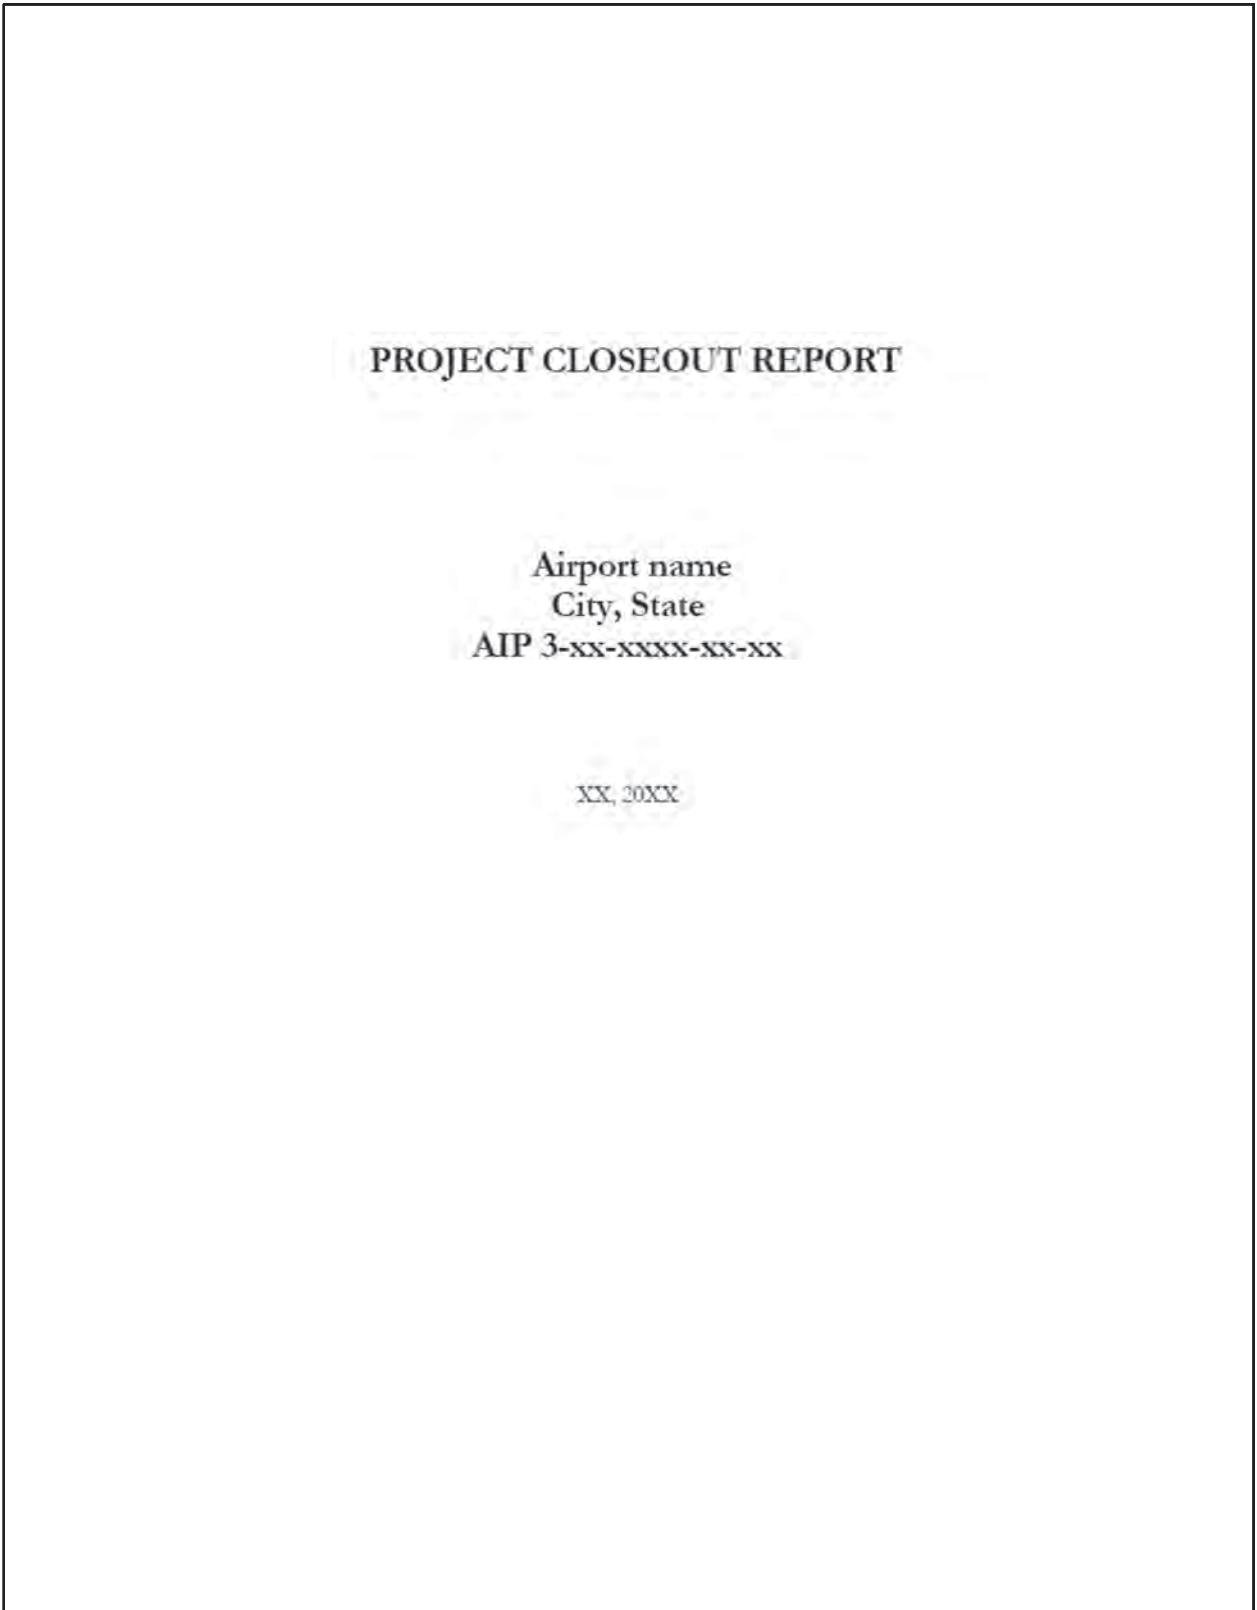 PROJECT CLOSEOUT REPORT
Airport name
City, State
AIP 3-xx-xxxx-xx-xx
XX, 20XX